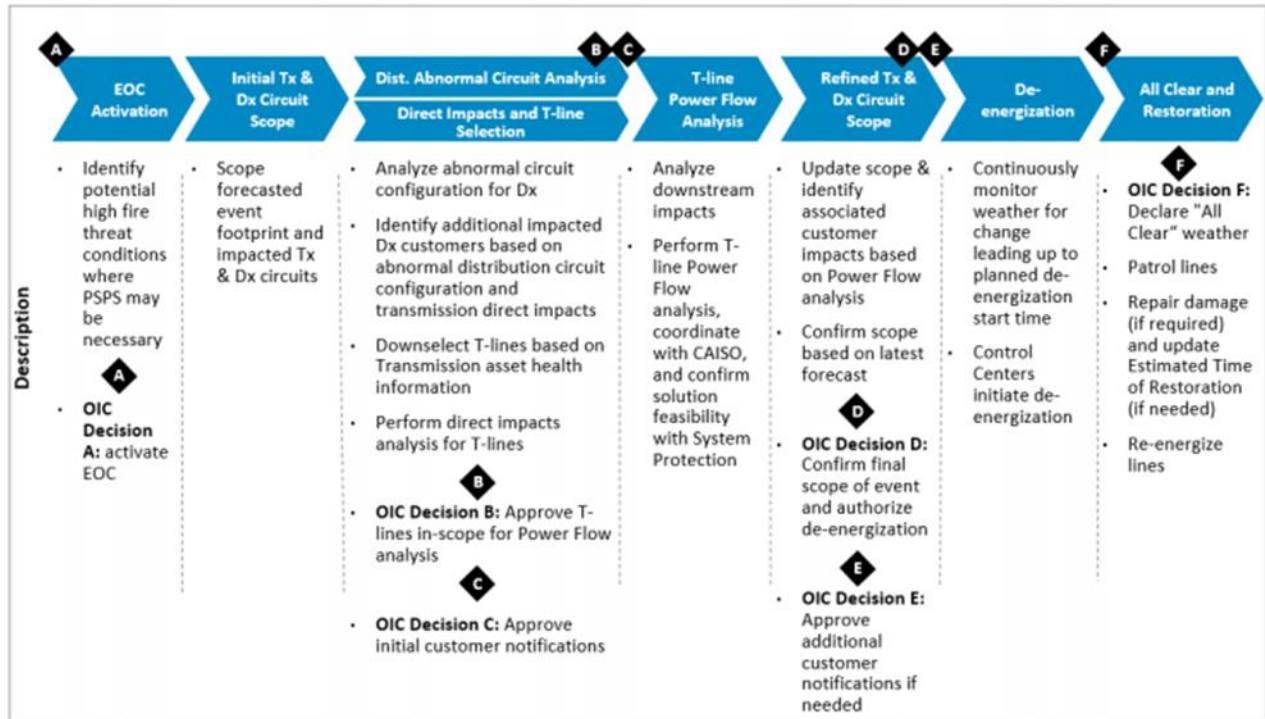 A
B
C
D
E
F
EOC
Activation
Initial Tx &
Dx Circuit
Scope
Dist. Abnormal Circuit Analysis
Direct Impacts and T-line
Selection
T-line
Power Flow
Analysis
Refined Tx &
Dx Circuit
Scope
De-
energization
All Clear and
Restoration
Description
• Identify
potential
high fire
threat
conditions
where
PSPS may
be
necessary
A
• OIC
Decision
A: activate
EOC
• Scope
forecasted
event
footprint and
impacted Tx
& Dx circuits
• Analyze abnormal circuit
configuration for Dx
• Identify additional impacted
Dx customers based on
abnormal distribution circuit
configuration and
transmission direct impacts
• Downselect T-lines based on
Transmission asset health
information
• Perform direct impacts
analysis for T-lines
B
• OIC Decision B: Approve T-
lines in-scope for Power Flow
analysis
C
• OIC Decision C: Approve
initial customer notifications
• Analyze
downstream
impacts
• Perform T-
line Power
Flow
analysis,
coordinate
with CAISO,
and confirm
solution
feasibility
with System
Protection
• Update scope &
identify
associated
customer
impacts based
on Power Flow
analysis
• Confirm scope
based on latest
forecast
D
• OIC Decision D:
Confirm final
scope of event
and authorize
de-energization
E
• OIC Decision E:
Approve
additional
customer
notifications if
needed
• Continuously
monitor
weather for
change
leading up to
planned de-
energization
start time
• Control
Centers
initiate de-
energization
F
• OIC Decision F:
Declare "All
Clear" weather
• Patrol lines
• Repair damage
(if required)
and update
Estimated Time
of Restoration
(if needed)
• Re-energize
lines